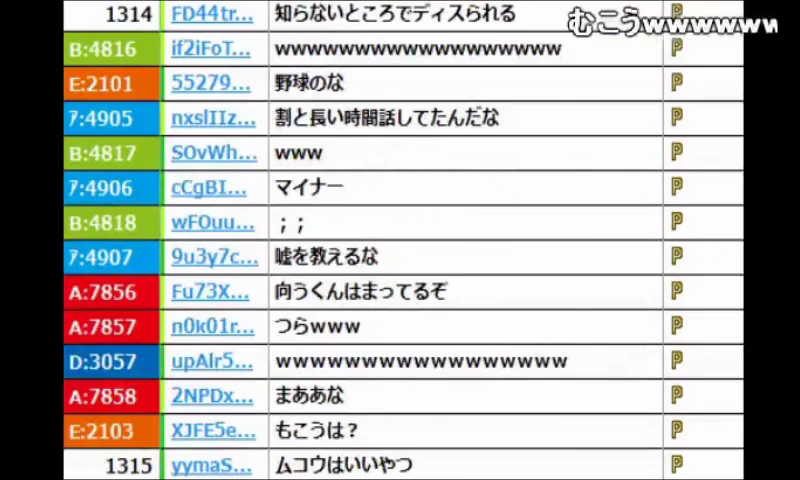 むこうwwwwww
1314 FD44tr... 知らないところでディスられる P
B:4816 if2iFoT... wwwwwwwwwwwwwwwwwww P
E:2101 55279... 野球のな P
7:4905 nxslIIz... 割と長い時間話してたんだな P
B:4817 SOvWh... www P
7:4906 cCgBI... マイナー P
B:4818 wFOuu... ；； P
7:4907 9u3y7c... 嘘を教えるな P
A:7856 Fu73X... 向うくんはまってるぞ P
A:7857 n0k01r... つらwww P
D:3057 upAlr5... wwwwwwwwwwwwwwwwww P
A:7858 2NPDx... まああな P
E:2103 XJFE5e... もこうは？ P
1315 yymaS... ムコウはいいやつ P